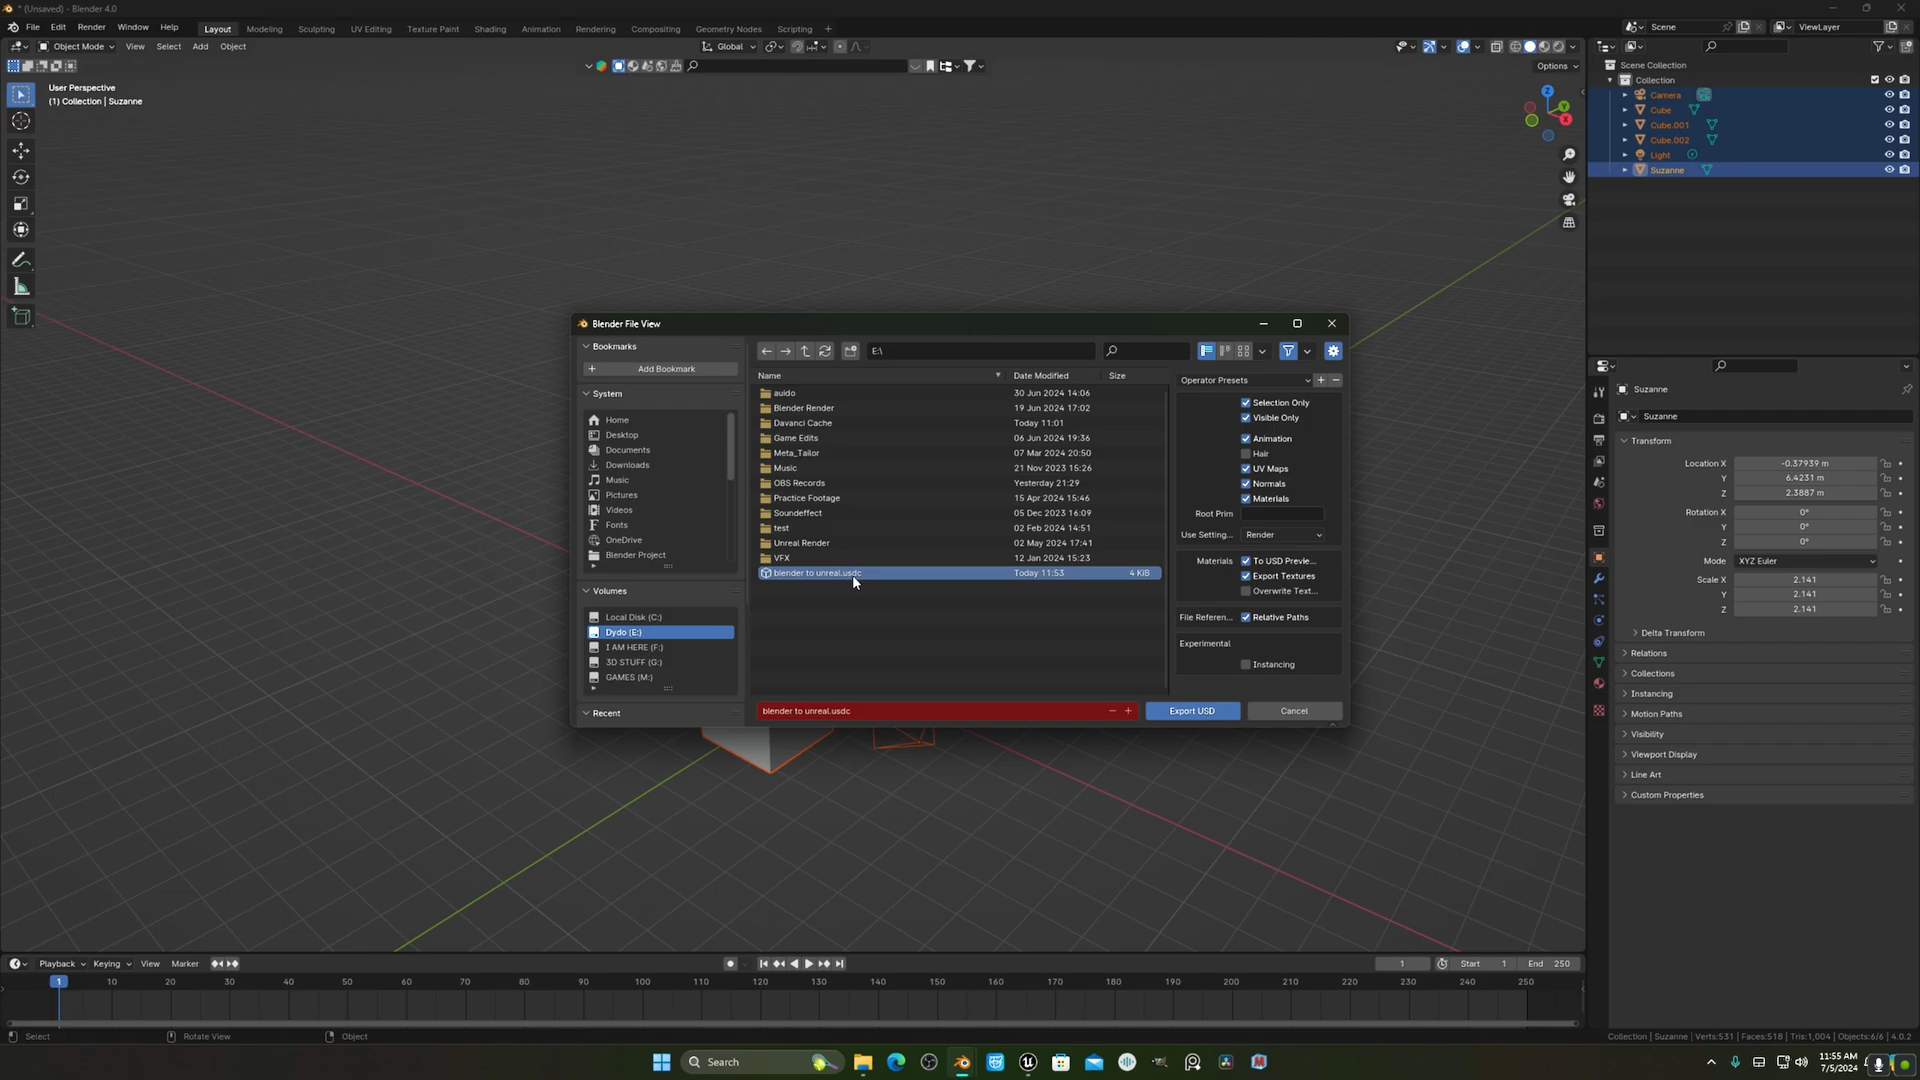 * (Unsaved) - Blender 4.0
File Edit Render Window Help Layout Modeling Sculpting UV Editing Texture Paint Shading Animation Rendering Compositing Geometry Nodes Scripting +
Scene ViewLayer
Object Mode View Select Add Object Global
Options
User Perspective
(1) Collection | Suzanne
Z
Y
X
Scene Collection
Collection
Camera
Cube
Cube.001
Cube.002
Light
Suzanne
Blender File View
Bookmarks
Add Bookmark
System
Home
Desktop
Documents
Downloads
Music
Pictures
Videos
Fonts
OneDrive
Blender Project
Volumes
Local Disk (C:)
Dydo (E:)
I AM HERE (F:)
3D STUFF (G:)
GAMES (M:)
Recent
E:\
Name Date Modified Size
auido 30 Jun 2024 14:06
Blender Render 19 Jun 2024 17:02
Davanci Cache Today 11:01
Game Edits 06 Jun 2024 19:36
Meta_Tailor 07 Mar 2024 20:50
Music 21 Nov 2023 15:26
OBS Records Yesterday 21:29
Practice Footage 15 Apr 2024 15:46
Soundeffect 05 Dec 2023 16:09
test 02 Feb 2024 14:51
Unreal Render 02 May 2024 17:41
VFX 12 Jan 2024 15:23
blender to unreal.usdc Today 11:53 4 KiB
blender to unreal.usdc
Operator Presets
Selection Only
Visible Only
Animation
Hair
UV Maps
Normals
Materials
Root Prim
Use Setting... Render
Materials To USD Previe...
Export Textures
Overwrite Text...
File Referen... Relative Paths
Experimental
Instancing
Export USD Cancel
Suzanne
Suzanne
Transform
Location X -0.37939 m
Y 6.4231 m
Z 2.3887 m
Rotation X 0°
Y 0°
Z 0°
Mode XYZ Euler
Scale X 2.141
Y 2.141
Z 2.141
Delta Transform
Relations
Collections
Instancing
Motion Paths
Visibility
Viewport Display
Line Art
Custom Properties
Playback Keying View Marker 1 Start 1 End 250
1 10 20 30 40 50 60 70 80 90 100 110 120 130 140 150 160 170 180 190 200 210 220 230 240 250
Select Rotate View Object
Collection | Suzanne | Verts:531 | Faces:518 | Tris:1,004 | Objects:6/6 | 4.0.2
Search
11:55 AM
7/5/2024